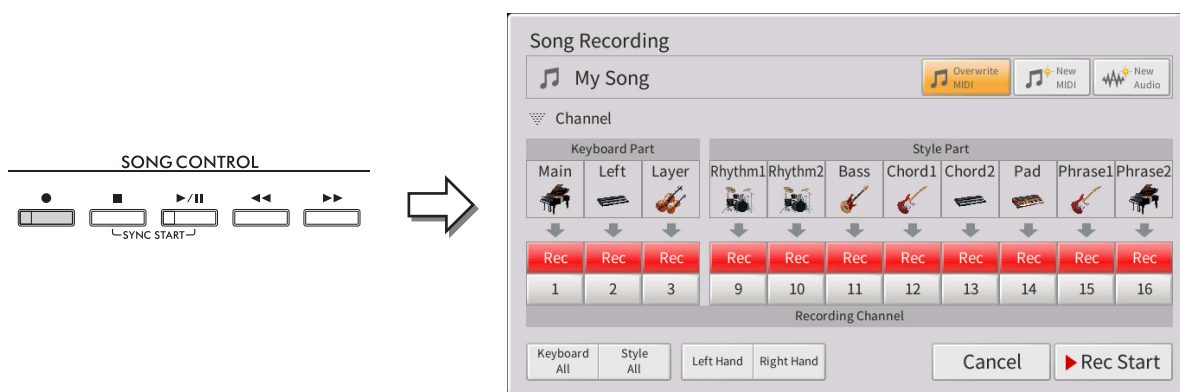 SONG CONTROL
SYNC START
Song Recording
My Song
Overwrite
MIDI
New
MIDI
New
Audio
Channel
Keyboard Part
Style Part
Main Left Layer Rhythm1 Rhythm2 Bass Chord1 Chord2 Pad Phrase1 Phrase2
Rec Rec Rec Rec Rec Rec Rec Rec Rec Rec Rec
1 2 3 9 10 11 12 13 14 15 16
Recording Channel
Keyboard
All
Style
All
Left Hand Right Hand
Cancel
Rec Start